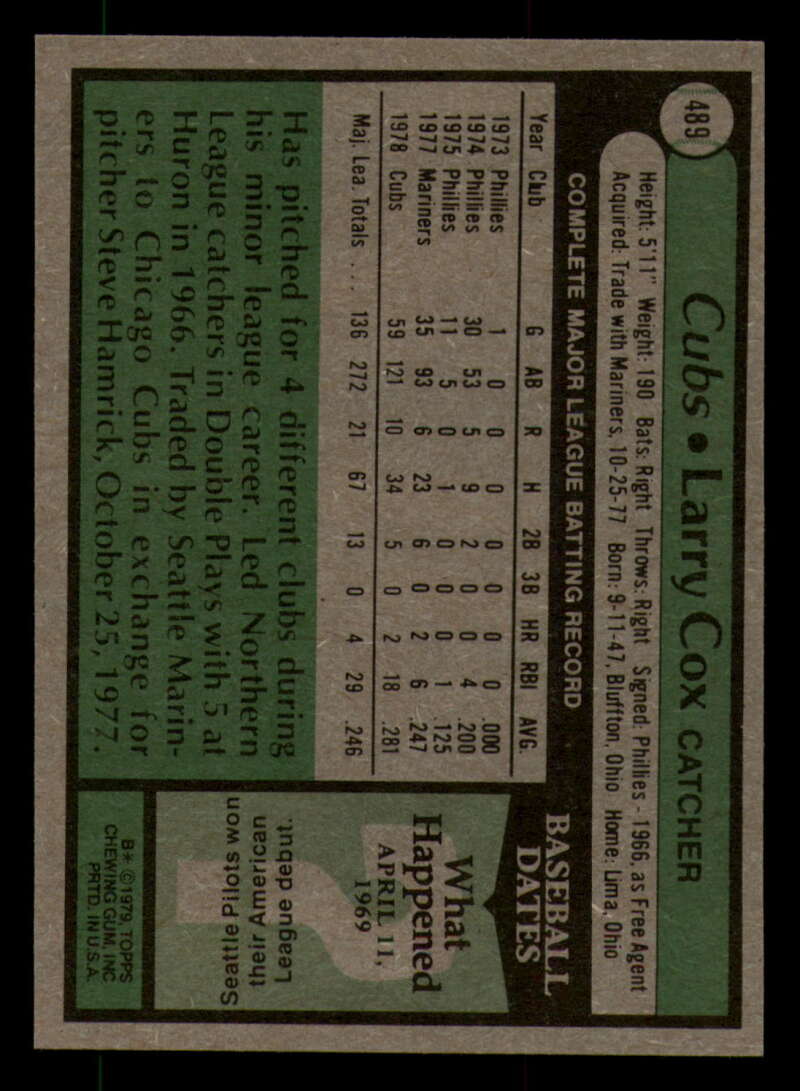 489
Cubs • Larry Cox CATCHER
Height: 5'11" Weight: 190 Bats: Right Throws: Right Signed: Phillies - 1966, as Free Agent
Acquired: Trade with Mariners, 10-25-77 Born: 9-11-47, Bluffton, Ohio Home: Lima, Ohio
COMPLETE MAJOR LEAGUE BATTING RECORD
Year Club G AB R H 2B 3B HR RBI AVG.
1973 Phillies 1 0 0 0 0 0 0 0 .000
1974 Phillies 30 53 5 9 2 0 0 4 .200
1975 Phillies 11 5 0 1 0 0 0 1 .125
1977 Mariners 35 93 6 23 6 0 2 6 .247
1978 Cubs 59 121 10 34 5 0 2 18 .281
Maj. Lea. Totals ... 136 272 21 67 13 0 4 29 .246
Has pitched for 4 different clubs during
his minor league career. Led Northern
League catchers in Double Plays with 5 at
Huron in 1966. Traded by Seattle Marin-
ers to Chicago Cubs in exchange for
pitcher Steve Hamrick, October 25, 1977.
BASEBALL
DATES
What
Happened
APRIL 11,
1969
Seattle Pilots won
their American
League debut.
B* © 1979, TOPPS
CHEWING GUM, INC
PRTD. IN U.S.A.